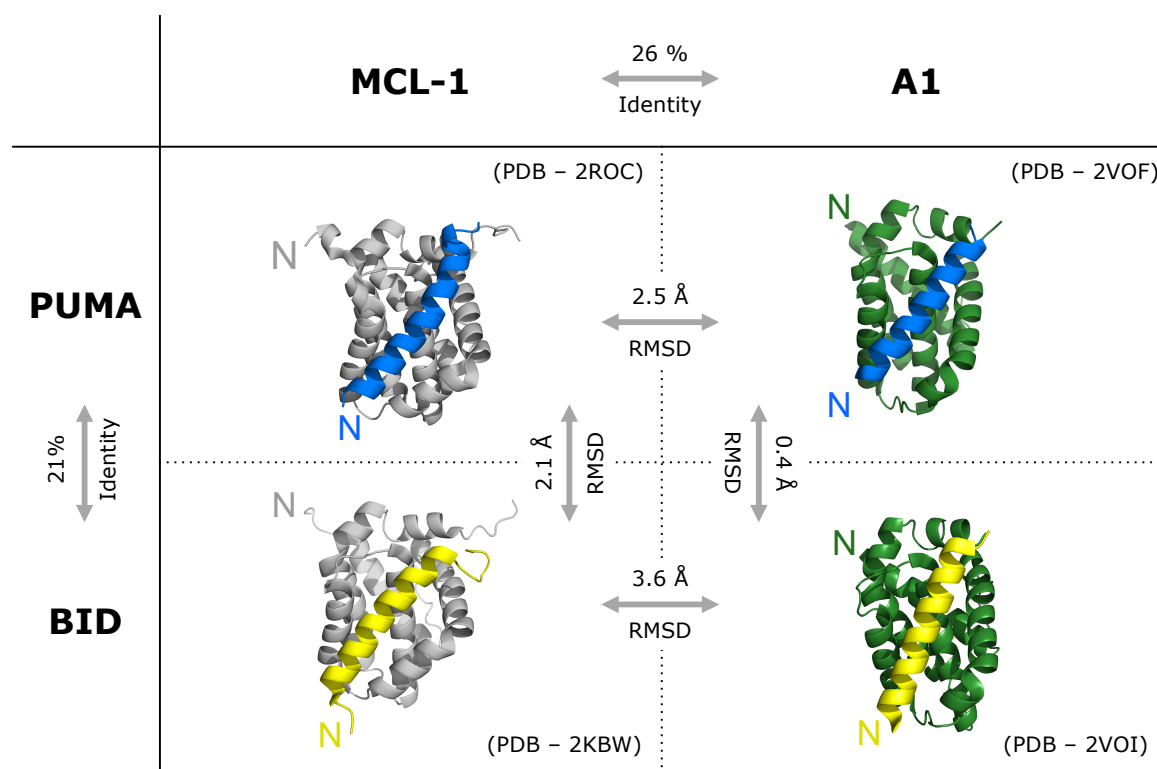 26 %
MCL-1
A1
Identity
(PDB – 2ROC)
(PDB – 2VOF)
N
N
PUMA
2.5 Å
RMSD
N
N
21%
Identity
2.1 Å
RMSD
RMSD
0.4 Å
N
N
3.6 Å
BID
RMSD
N
N
(PDB – 2KBW)
(PDB – 2VOI)